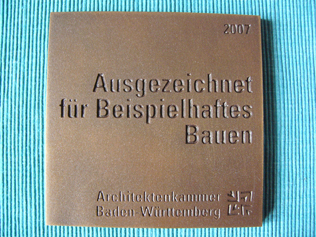 2007
Ausgezeichnet
für Beispielhaftes
Bauen
Architektenkammer
Baden-Württemberg